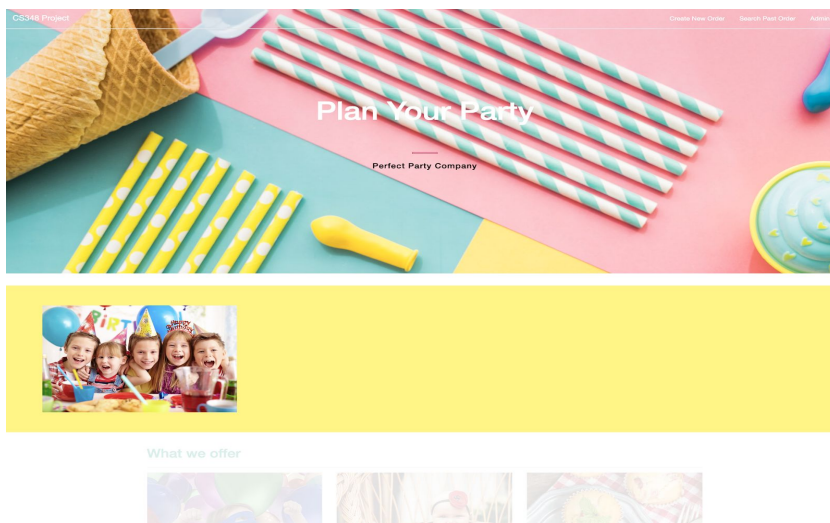 CS348 Project
Create New Order Search Past Order Admin
Plan Your Party
Perfect Party Company
What we offer